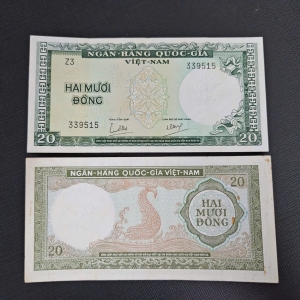 NGÂN-HÀNG QUỐC-GIA
VIỆT-NAM
Z3
339515
HAI MƯƠI
ĐỒNG
339515
20
20
NGÂN-HÀNG QUỐC-GIA VIỆT-NAM
20
HAI
MƯƠI
ĐỒNG
20